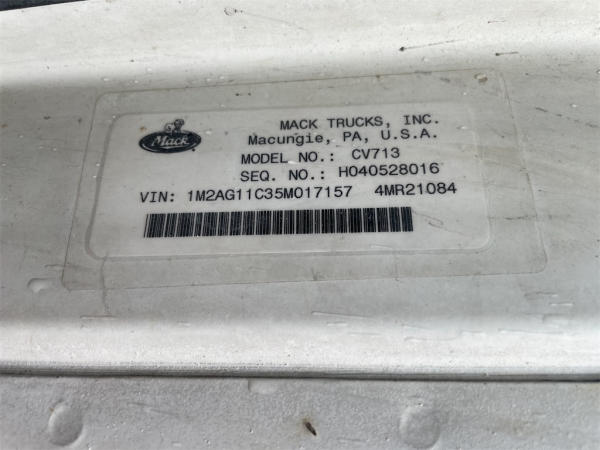 Mack
MACK TRUCKS, INC.
Macungie, PA, U.S.A.
MODEL NO.: CV713
SEQ. NO.: H040528016
VIN: 1M2AG11C35M017157 4MR21084